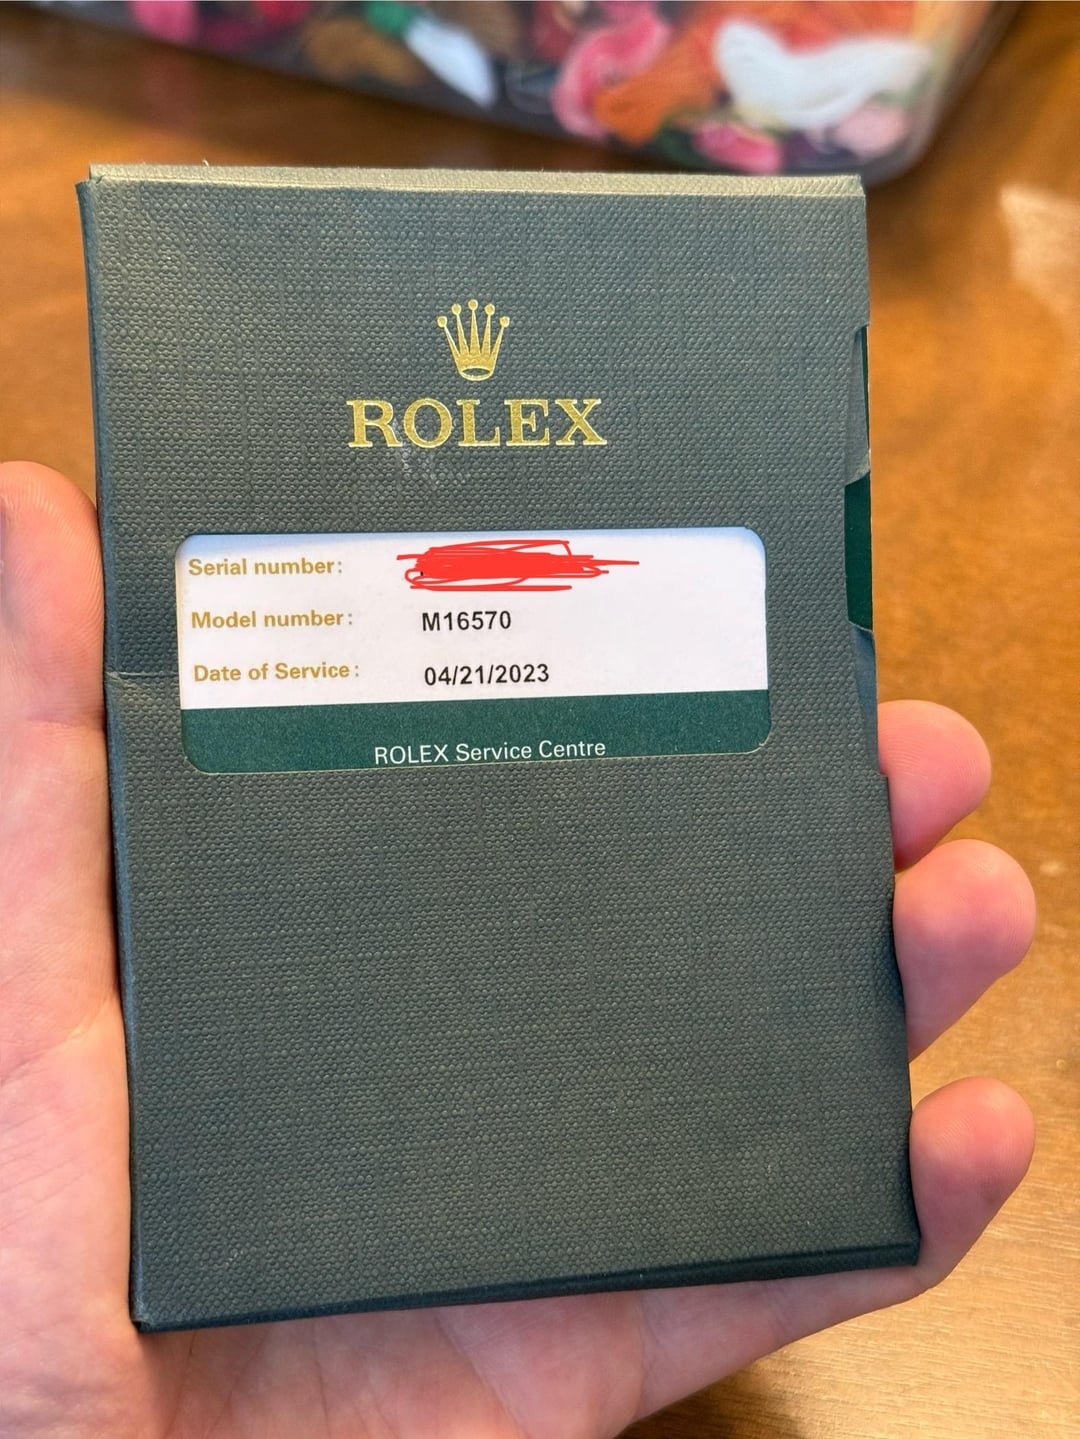 ROLEX
Serial number:
Model number: M16570
Date of Service: 04/21/2023
ROLEX Service Centre